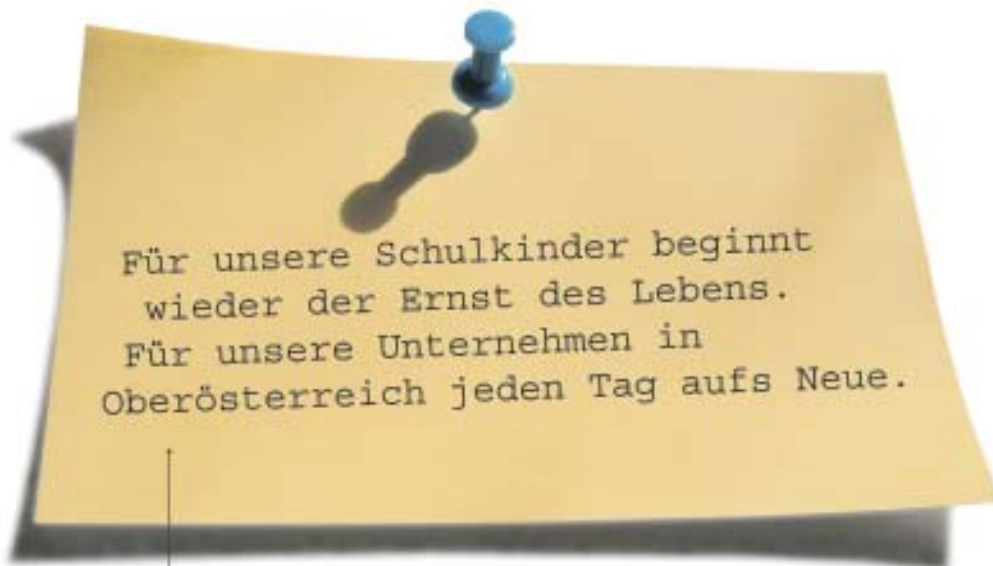 Für unsere Schulkinder beginnt
wieder der Ernst des Lebens.
Für unsere Unternehmen in
Oberösterreich jeden Tag aufs Neue.